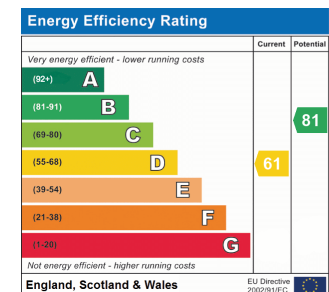 Energy Efficiency Rating
Current Potential
Very energy efficient - lower running costs
(92+) A
(81-91) B
81
(69-80) C
(55-68) D 61
(39-54) E
(21-38) F
(1-20) G
Not energy efficient - higher running costs
England, Scotland & Wales
EU Directive
2002/91/EC